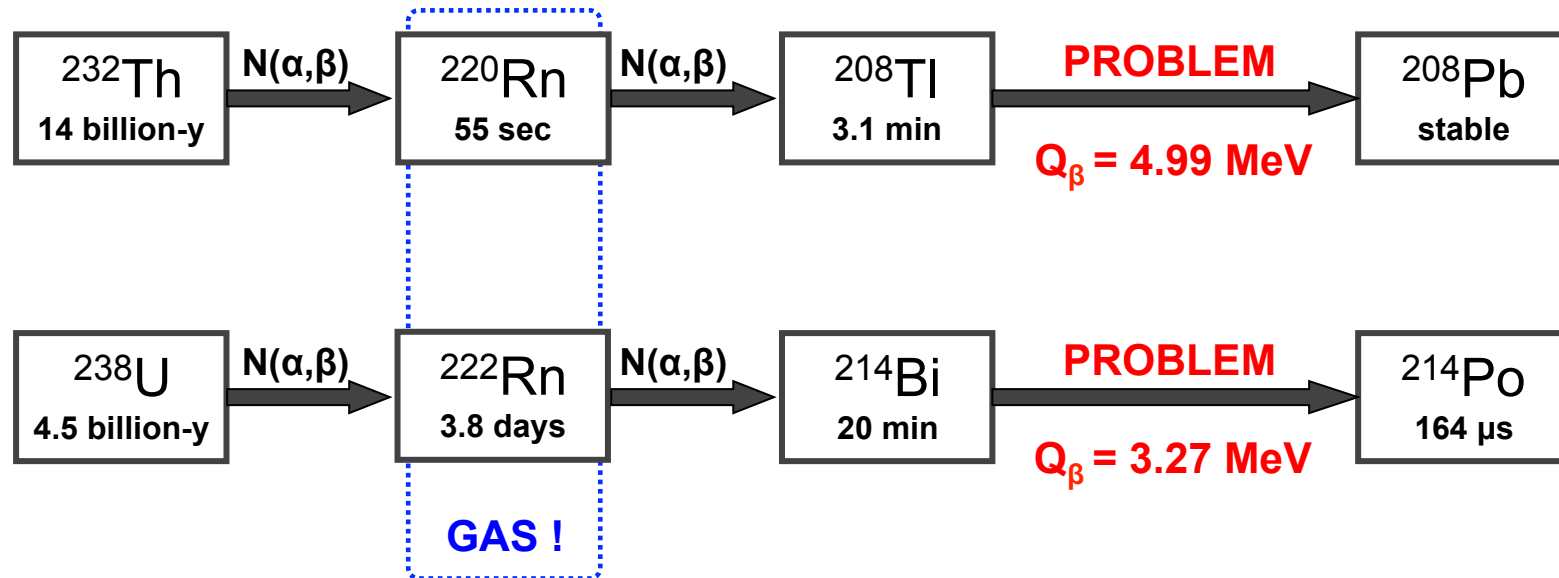 ²³²Th
14 billion-y
N(α,β)
²²⁰Rn
55 sec
N(α,β)
²⁰⁸Tl
3.1 min
PROBLEM
Qᵦ = 4.99 MeV
²⁰⁸Pb
stable
²³⁸U
4.5 billion-y
N(α,β)
²²²Rn
3.8 days
N(α,β)
²¹⁴Bi
20 min
PROBLEM
Qᵦ = 3.27 MeV
²¹⁴Po
164 µs
GAS !